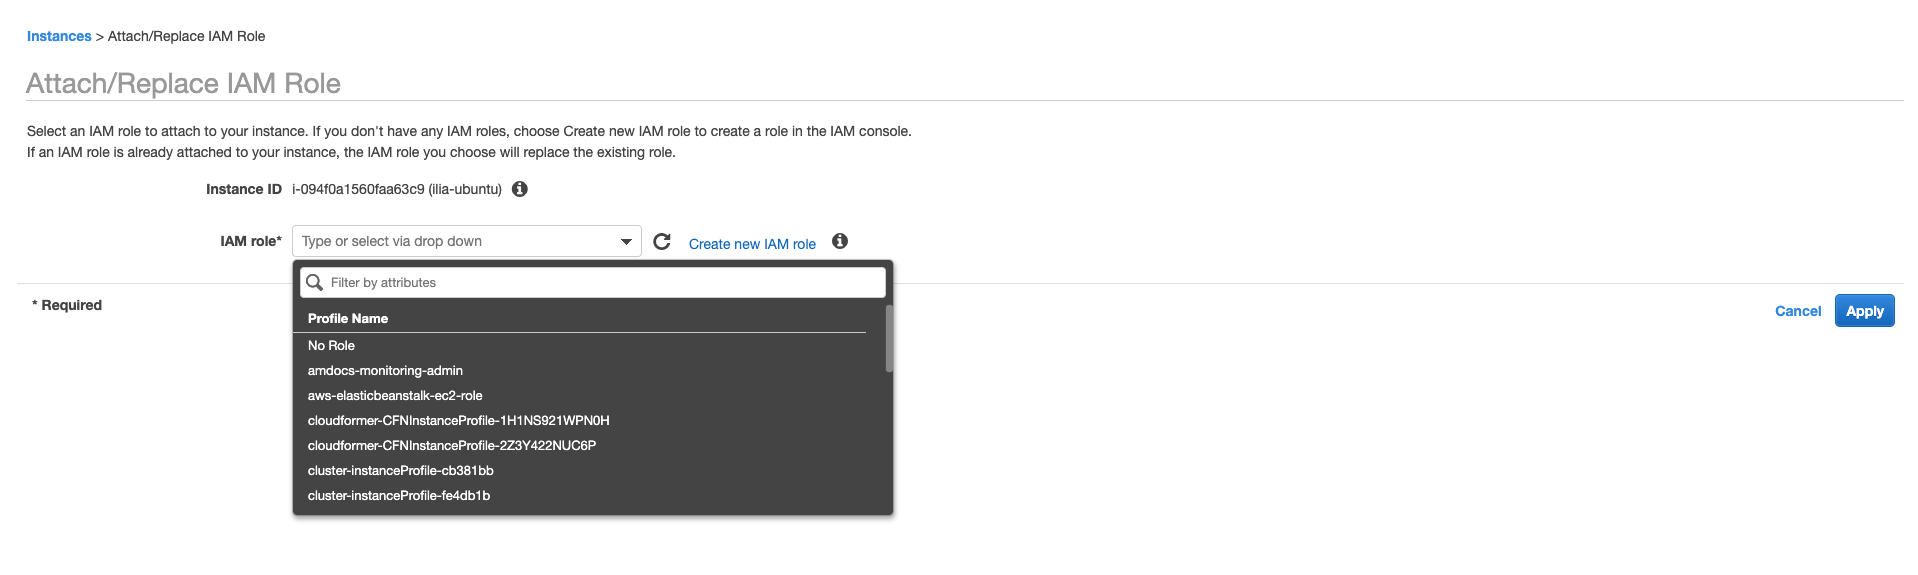 Instances > Attach/Replace IAM Role
Attach/Replace IAM Role
Select an IAM role to attach to your instance. If you don't have any IAM roles, choose Create new IAM role to create a role in the IAM console.
If an IAM role is already attached to your instance, the IAM role you choose will replace the existing role.
Instance ID i-094f0a1560faa63c9 (ilia-ubuntu)
IAM role* Type or select via drop down Create new IAM role
Filter by attributes
* Required
Cancel Apply
Profile Name
No Role
amdocs-monitoring-admin
aws-elasticbeanstalk-ec2-role
cloudformer-CFNInstanceProfile-1H1NS921WPN0H
cloudformer-CFNInstanceProfile-2Z3Y422NUC6P
cluster-instanceProfile-cb381bb
cluster-instanceProfile-fe4db1b